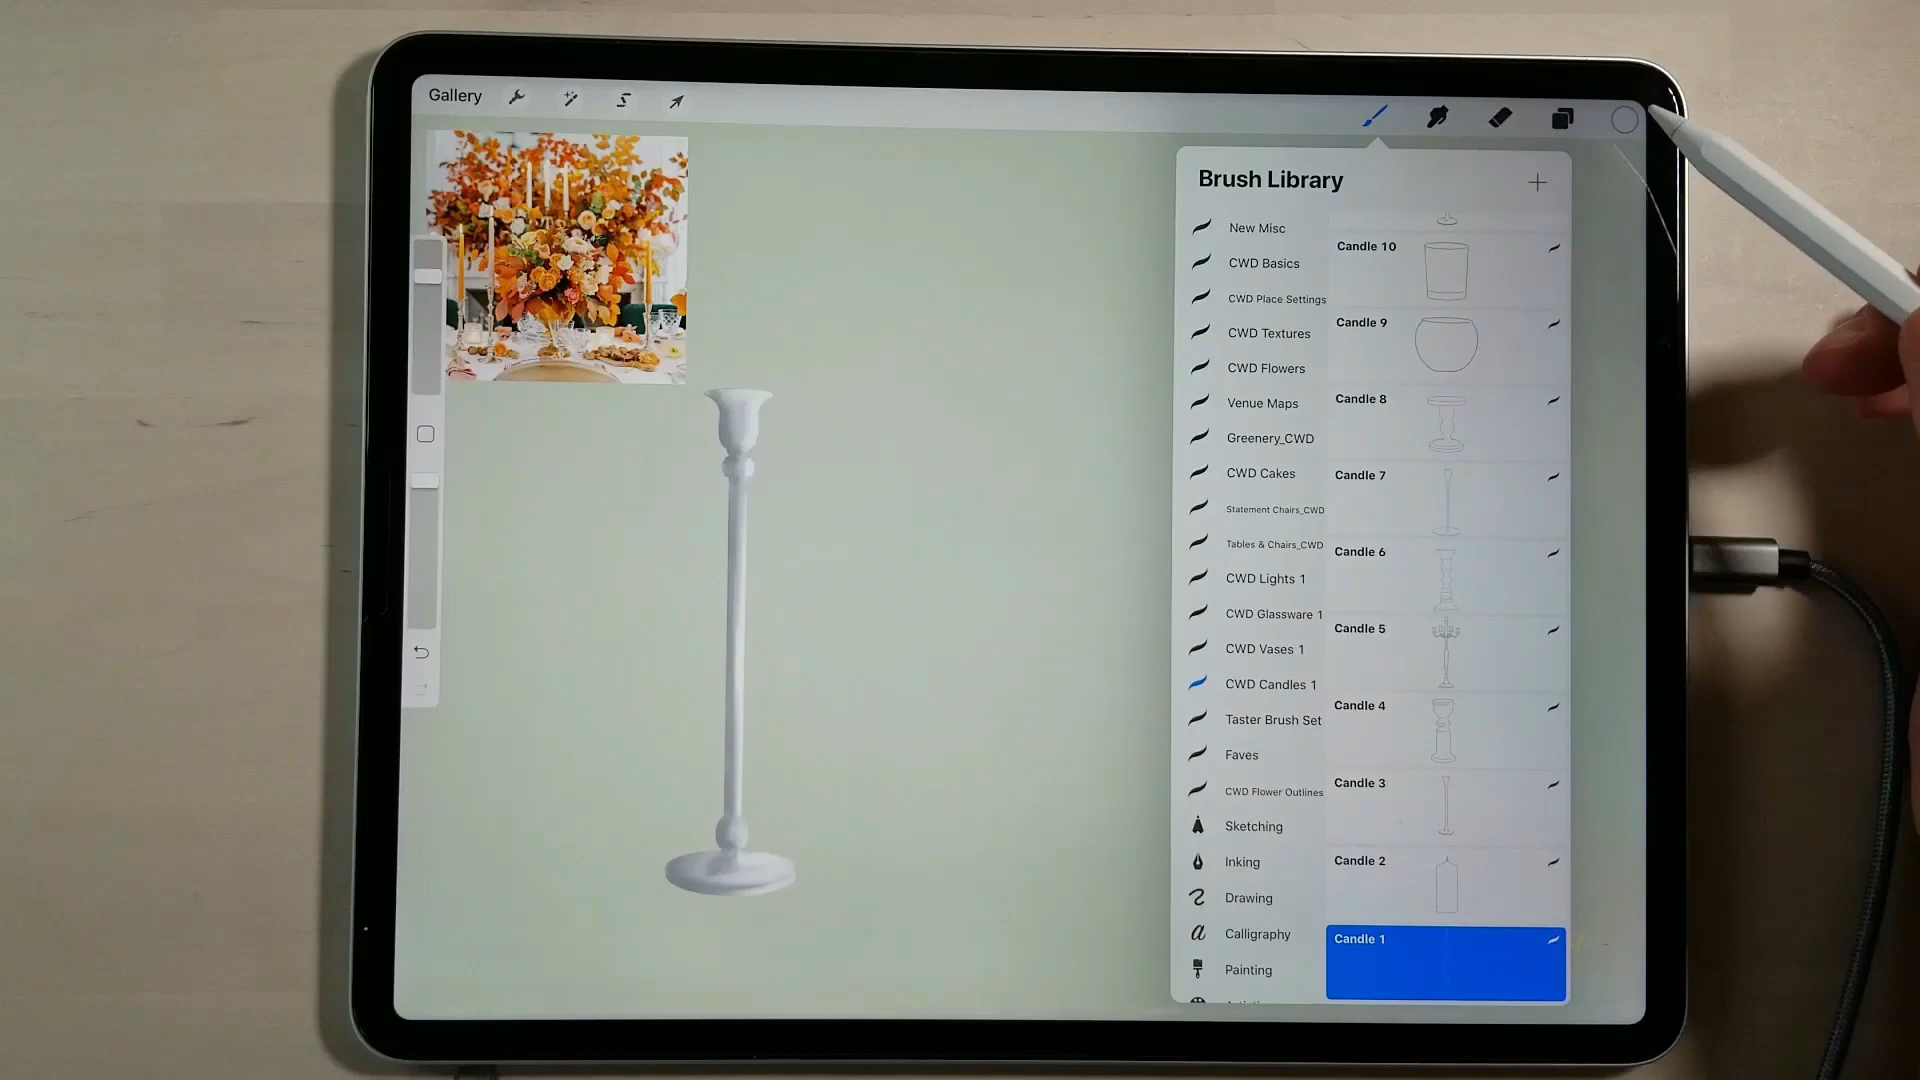 Gallery
Brush Library
New Misc
CWD Basics
CWD Place Settings
CWD Textures
CWD Flowers
Venue Maps
Greenery_CWD
CWD Cakes
Statement Chairs_CWD
Tables & Chairs_CWD
CWD Lights 1
CWD Glassware 1
CWD Vases 1
CWD Candles 1
Taster Brush Set
Faves
CWD Flower Outlines
Sketching
Inking
Drawing
Calligraphy
Painting
Candle 10
Candle 9
Candle 8
Candle 7
Candle 6
Candle 5
Candle 4
Candle 3
Candle 2
Candle 1